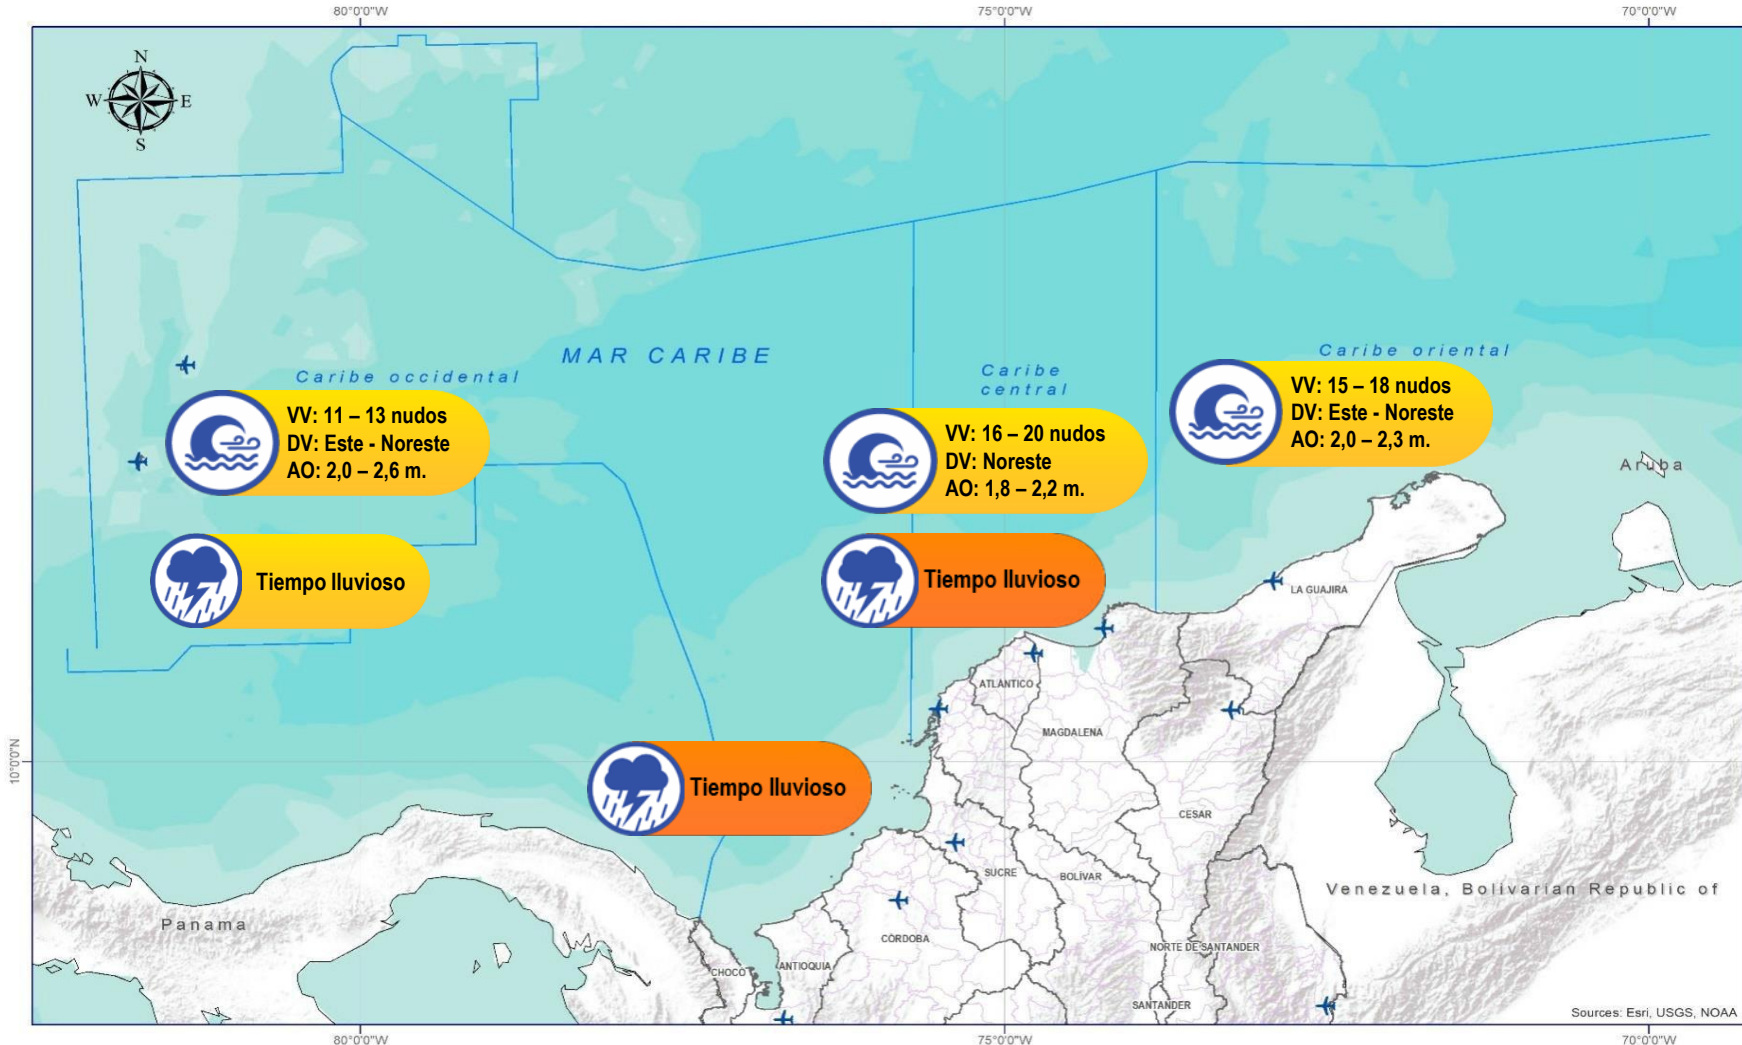 80°0'0"W
75°0'0"W
70°0'0"W
N
W
E
S
MAR CARIBE
Caribe occidental
Caribe
central
Caribe oriental
VV: 11 – 13 nudos
DV: Este - Noreste
AO: 2,0 – 2,6 m.
VV: 16 – 20 nudos
DV: Noreste
AO: 1,8 – 2,2 m.
VV: 15 – 18 nudos
DV: Este - Noreste
AO: 2,0 – 2,3 m.
Aruba
Tiempo lluvioso
Tiempo lluvioso
LA GUAJIRA
ATLÁNTICO
MAGDALENA
10°0'0"N
Tiempo lluvioso
CESAR
SUCRE
BOLÍVAR
Venezuela, Bolivarian Republic of
Panama
CÓRDOBA
NORTE DE SANTANDER
CHOCÓ
ANTIOQUIA
SANTANDER
Sources: Esri, USGS, NOAA
80°0'0"W
75°0'0"W
70°0'0"W